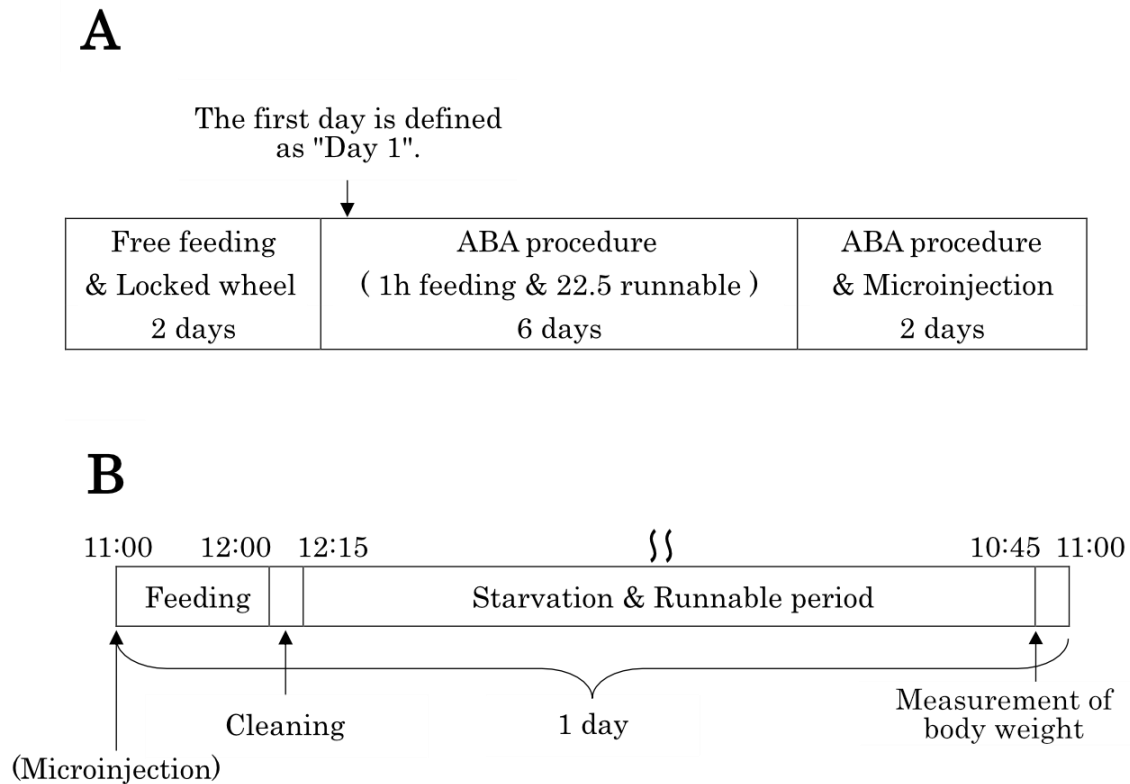 A
The first day is defined
as "Day 1".
Free feeding
& Locked wheel
2 days
ABA procedure
( 1h feeding & 22.5 runnable )
6 days
ABA procedure
& Microinjection
2 days
B
11:00 12:00 12:15 10:45 11:00
Feeding
Starvation & Runnable period
Cleaning
1 day
Measurement of
body weight
(Microinjection)